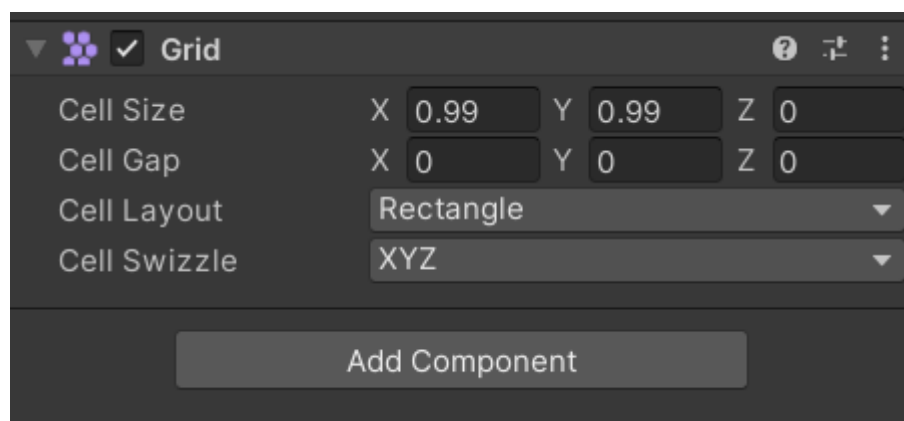 Grid
Cell Size X 0.99 Y 0.99 Z 0
Cell Gap X 0 Y 0 Z 0
Cell Layout Rectangle
Cell Swizzle XYZ
Add Component